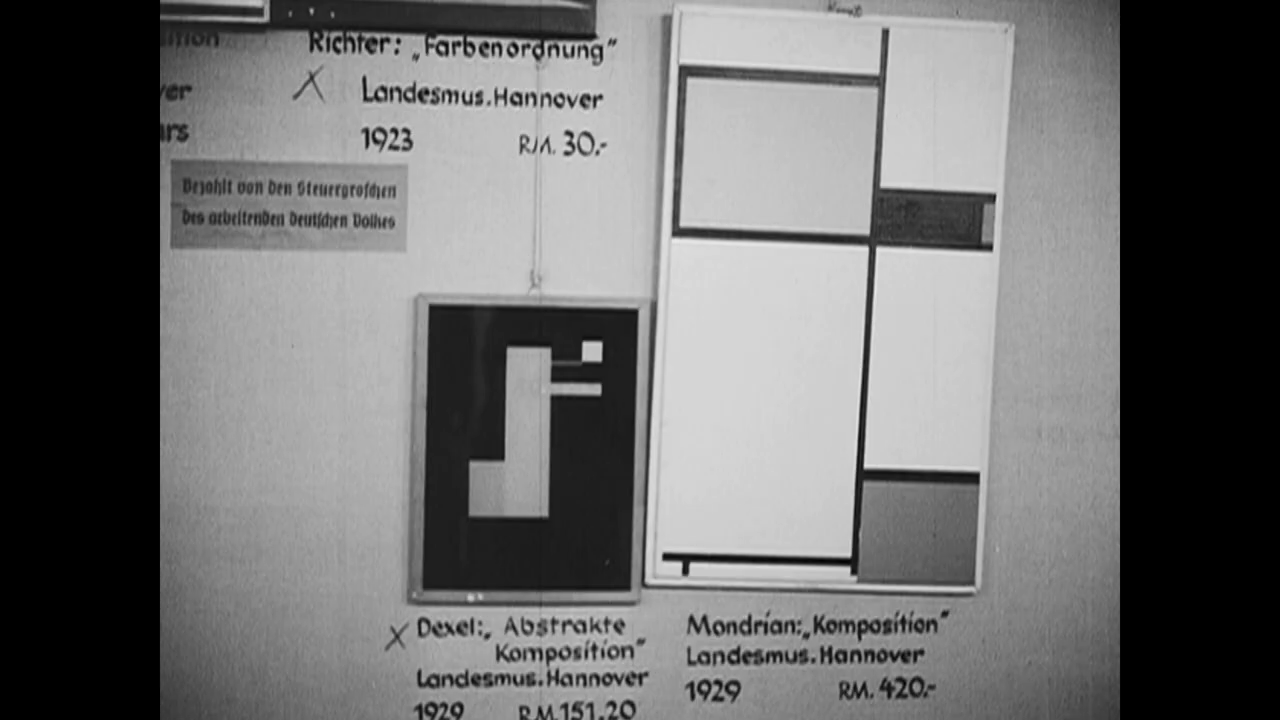 Richter: „Farbenordnung"
X Landesmus.Hannover
1923 RM. 30.-
Bezahlt von den Steuergroschen
des arbeitenden deutschen Volkes
X Dexel:„ Abstrakte
Komposition"
Landesmus.Hannover
1929 RM.151.20
Mondrian:„Komposition"
Landesmus.Hannover
1929 RM. 420.-